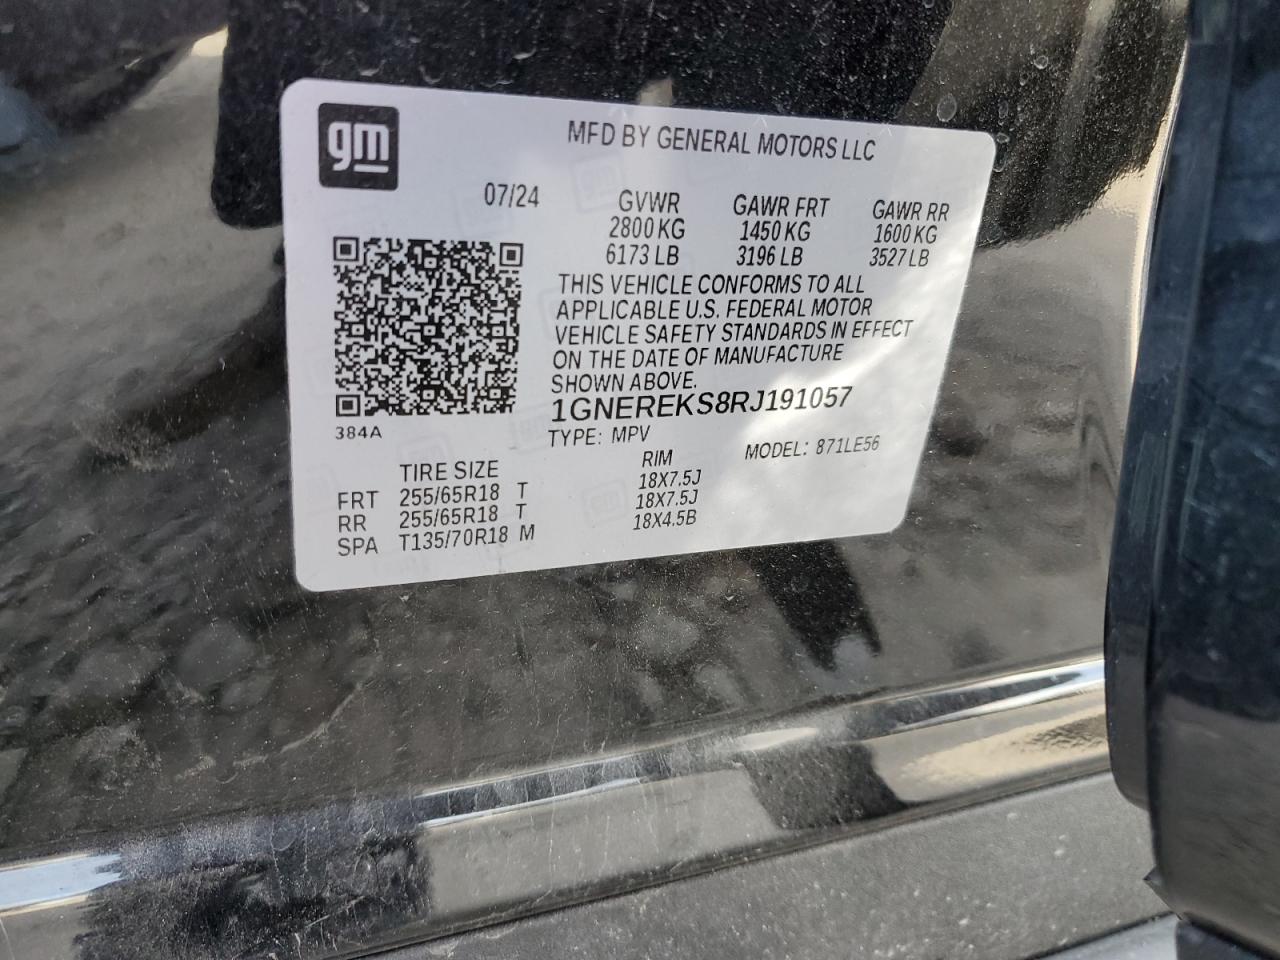 gm
MFD BY GENERAL MOTORS LLC
07/24
GVWR GAWR FRT GAWR RR
2800 KG 1450 KG 1600 KG
6173 LB 3196 LB 3527 LB
THIS VEHICLE CONFORMS TO ALL
APPLICABLE U.S. FEDERAL MOTOR
VEHICLE SAFETY STANDARDS IN EFFECT
ON THE DATE OF MANUFACTURE
SHOWN ABOVE.
1GNEREKS8RJ191057
384A
TYPE: MPV MODEL: 871LE56
TIRE SIZE RIM
FRT 255/65R18 T 18X7.5J
RR 255/65R18 T 18X7.5J
SPA T135/70R18 M 18X4.5B